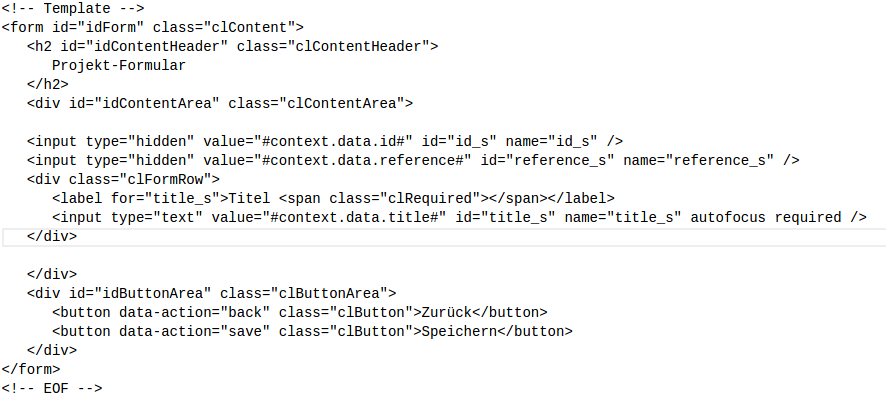 <!-- Template -->
<form id="idForm" class="clContent">
   <h2 id="idContentHeader" class="clContentHeader">
      Projekt-Formular
   </h2>
   <div id="idContentArea" class="clContentArea">

   <input type="hidden" value="#context.data.id#" id="id_s" name="id_s" />
   <input type="hidden" value="#context.data.reference#" id="reference_s" name="reference_s" />
   <div class="clFormRow">
      <label for="title_s">Titel <span class="clRequired"></span></label>
      <input type="text" value="#context.data.title#" id="title_s" name="title_s" autofocus required />
   </div>

   </div>
   <div id="idButtonArea" class="clButtonArea">
      <button data-action="back" class="clButton">Zurück</button>
      <button data-action="save" class="clButton">Speichern</button>
   </div>
</form>
<!-- EOF -->